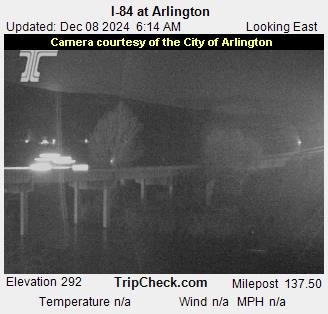 I-84 at Arlington
Updated: Dec 08 2024 6:14 AM Looking East
Camera courtesy of the City of Arlington
Elevation 292 TripCheck.com Milepost 137.50
Temperature n/a Wind n/a MPH n/a